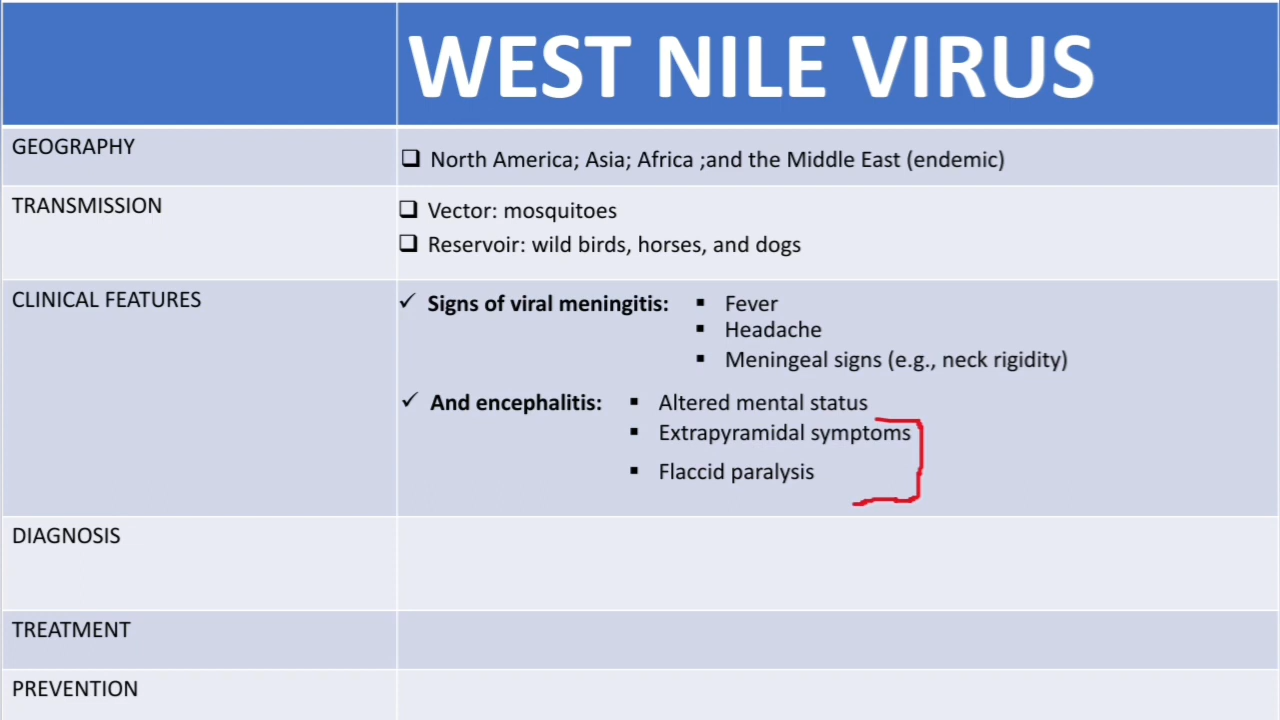 WEST NILE VIRUS
GEOGRAPHY
North America; Asia; Africa ;and the Middle East (endemic)
TRANSMISSION
Vector: mosquitoes
Reservoir: wild birds, horses, and dogs
CLINICAL FEATURES
Signs of viral meningitis:
Fever
Headache
Meningeal signs (e.g., neck rigidity)
And encephalitis:
Altered mental status
Extrapyramidal symptoms
Flaccid paralysis
DIAGNOSIS
TREATMENT
PREVENTION